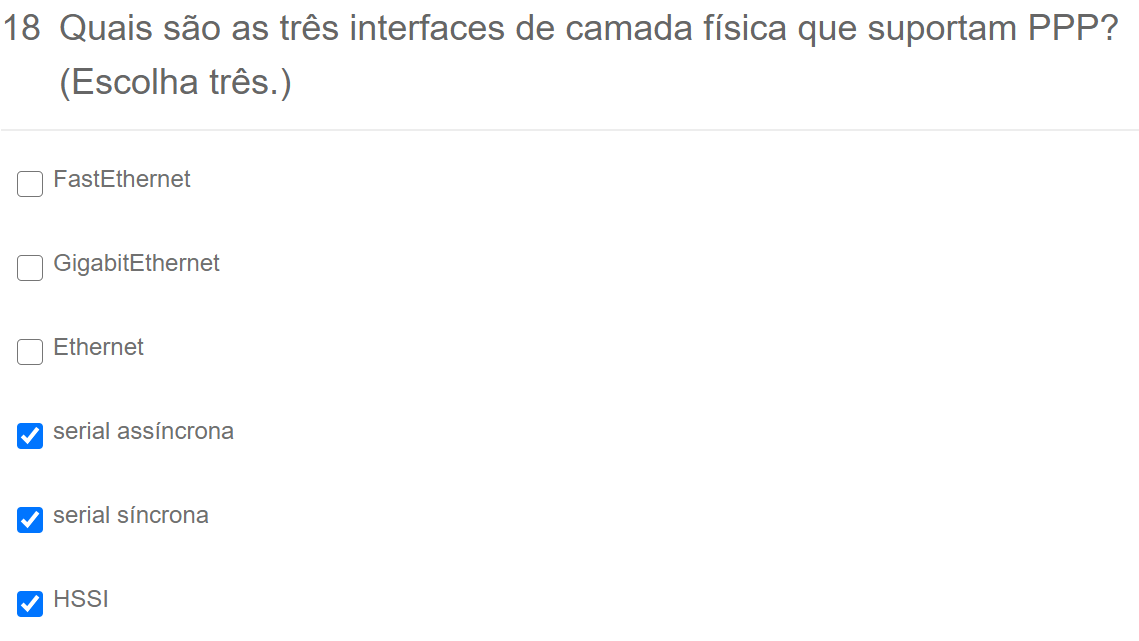 18 Quais são as três interfaces de camada física que suportam PPP?
(Escolha três.)
FastEthernet
GigabitEthernet
Ethernet
serial assíncrona
serial síncrona
HSSI